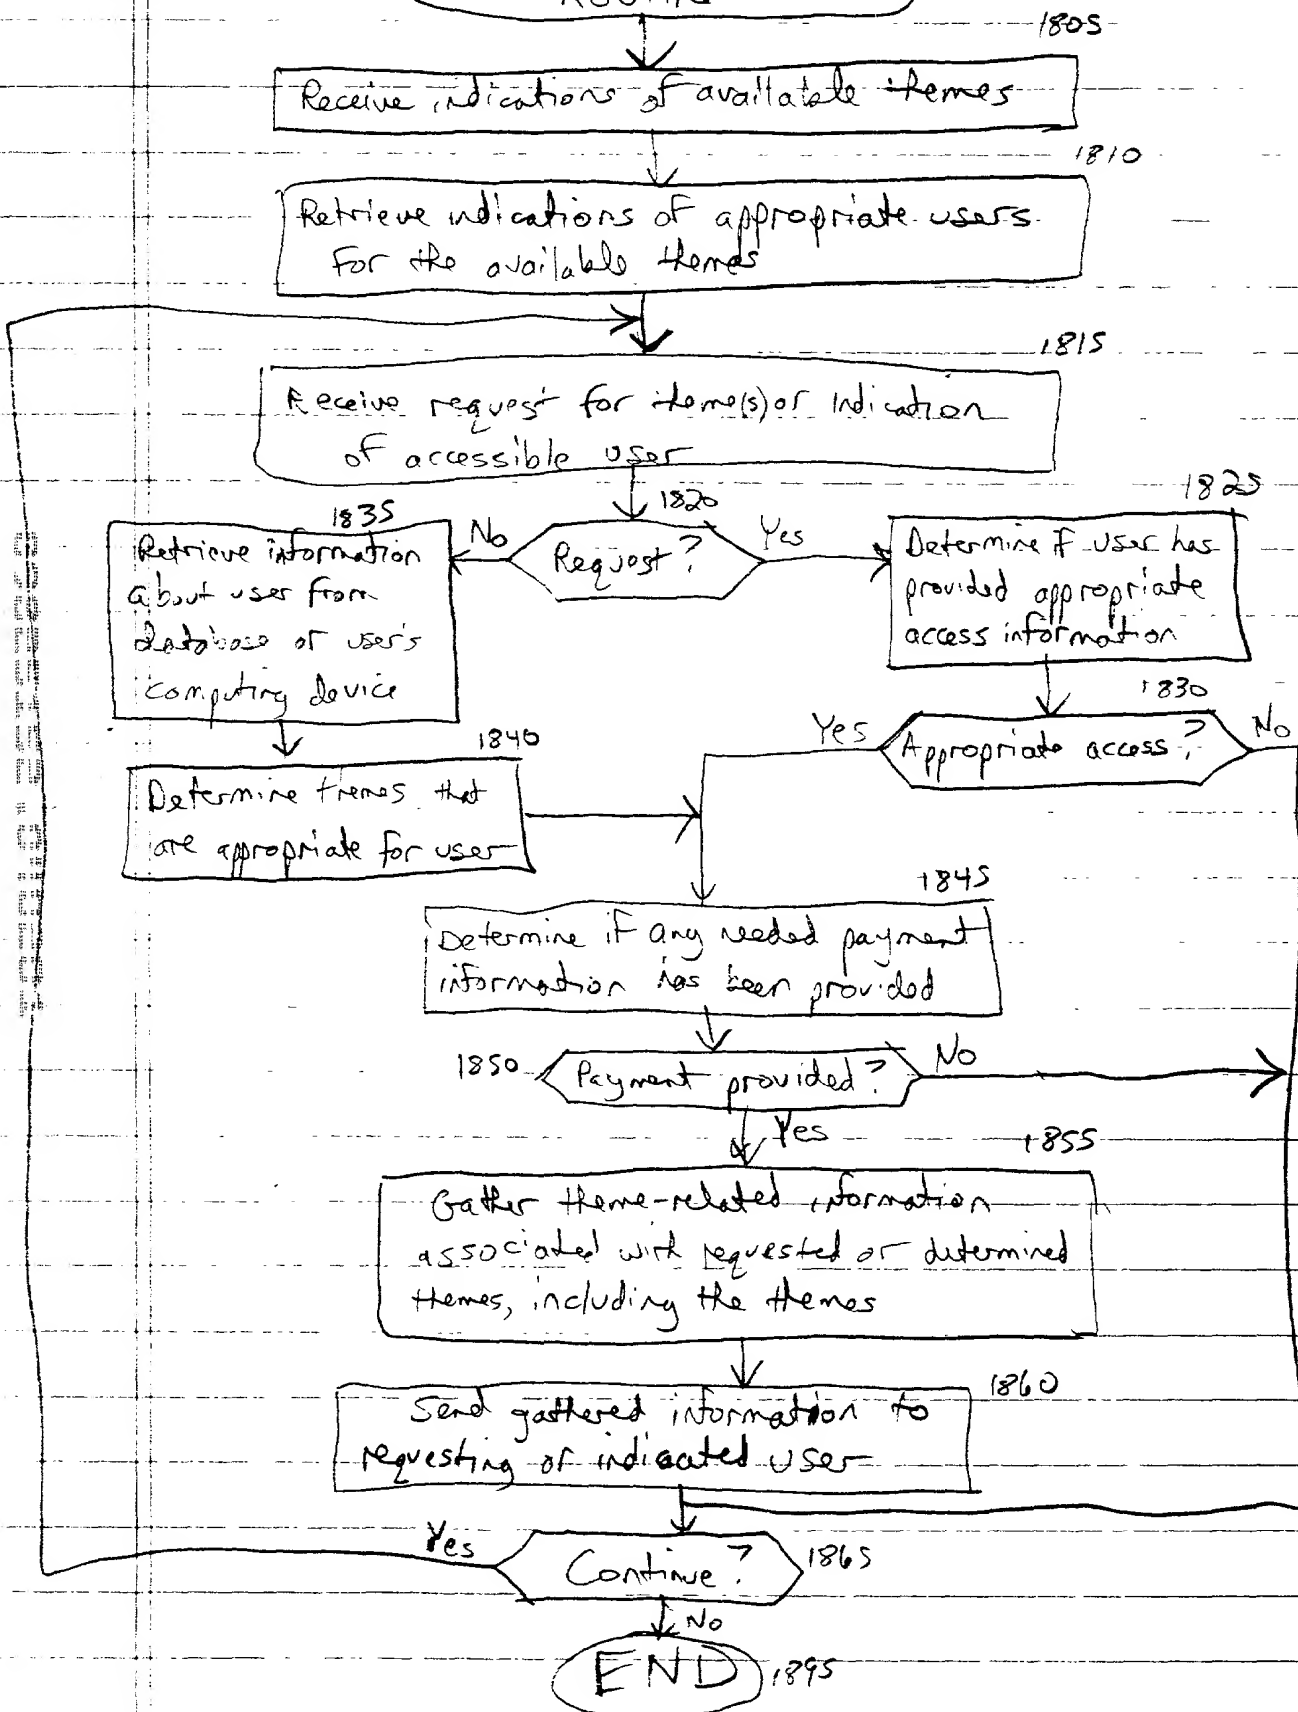 1805
Receive indications of available themes
1810
Retrieve indications of appropriate users
for the available themes
1815
Receive request for theme(s) or indication
of accessible user
1820
Request?
No
Yes
1835
Retrieve information
about user from
database or user's
computing device
1825
Determine if user has
provided appropriate
access information
1830
Appropriate access?
Yes
No
1840
Determine themes that
are appropriate for user
1845
Determine if any needed payment
information has been provided
1850
Payment provided?
No
Yes
1855
Gather theme-related information
associated with requested or determined
themes, including the themes
1860
Send gathered information to
requesting or indicated user
Yes
Continue?
1865
No
END
1895